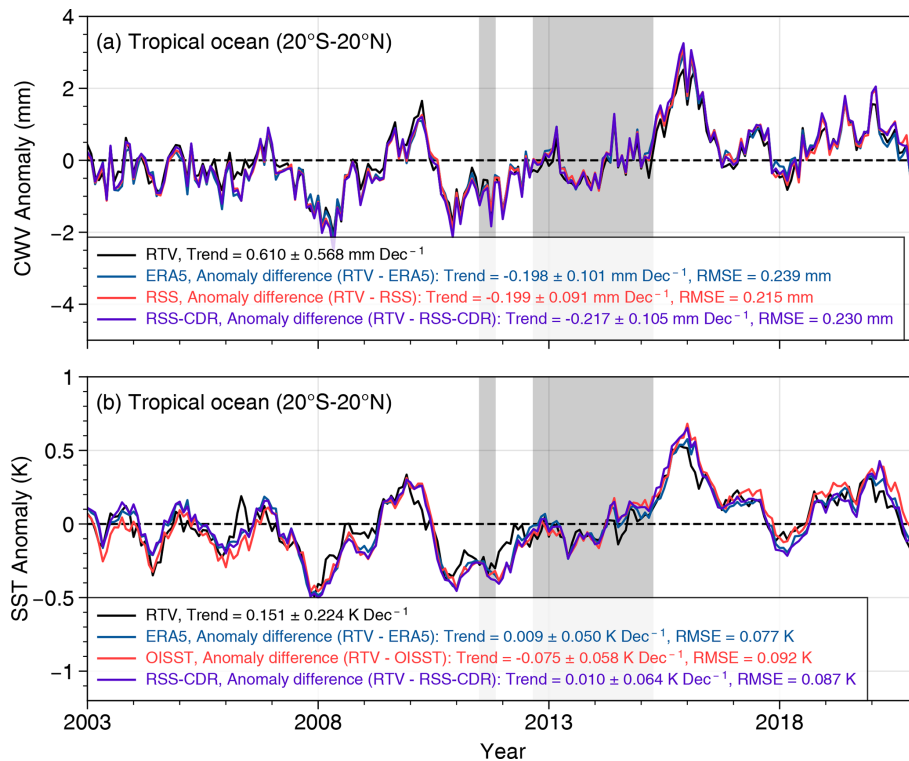 (a) Tropical ocean (20°S-20°N)
CWV Anomaly (mm)
4
2
0
−2
−4
RTV, Trend = 0.610 ± 0.568 mm Dec⁻¹
ERA5, Anomaly difference (RTV - ERA5): Trend = -0.198 ± 0.101 mm Dec⁻¹, RMSE = 0.239 mm
RSS, Anomaly difference (RTV - RSS): Trend = -0.199 ± 0.091 mm Dec⁻¹, RMSE = 0.215 mm
RSS-CDR, Anomaly difference (RTV - RSS-CDR): Trend = -0.217 ± 0.105 mm Dec⁻¹, RMSE = 0.230 mm
(b) Tropical ocean (20°S-20°N)
SST Anomaly (K)
1
0.5
0
−0.5
−1
RTV, Trend = 0.151 ± 0.224 K Dec⁻¹
ERA5, Anomaly difference (RTV - ERA5): Trend = 0.009 ± 0.050 K Dec⁻¹, RMSE = 0.077 K
OISST, Anomaly difference (RTV - OISST): Trend = -0.075 ± 0.058 K Dec⁻¹, RMSE = 0.092 K
RSS-CDR, Anomaly difference (RTV - RSS-CDR): Trend = 0.010 ± 0.064 K Dec⁻¹, RMSE = 0.087 K
2003 2008 2013 2018
Year